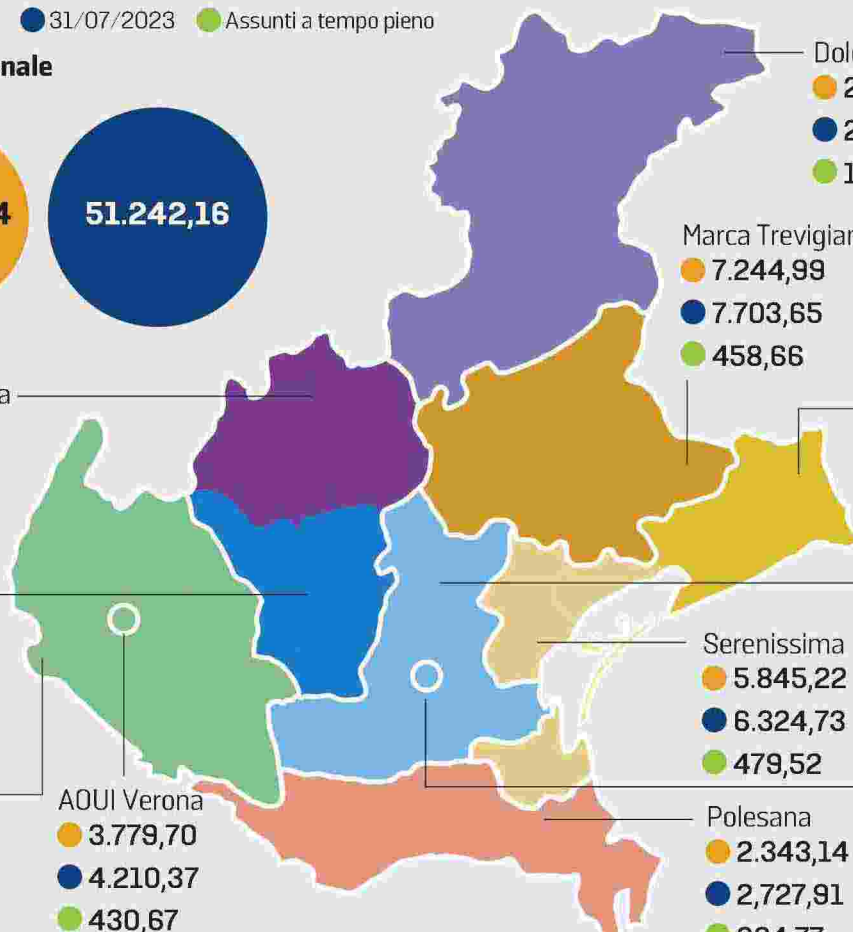 31/07/2023 Assunti a tempo pieno
nale
4 51.242,16
Marca Trevigian
7.244,99
7.703,65
458,66
a
Serenissima
5.845,22
6.324,73
479,52
AOUI Verona
3.779,70
4.210,37
430,67
Polesana
2.343,14
2,727,91